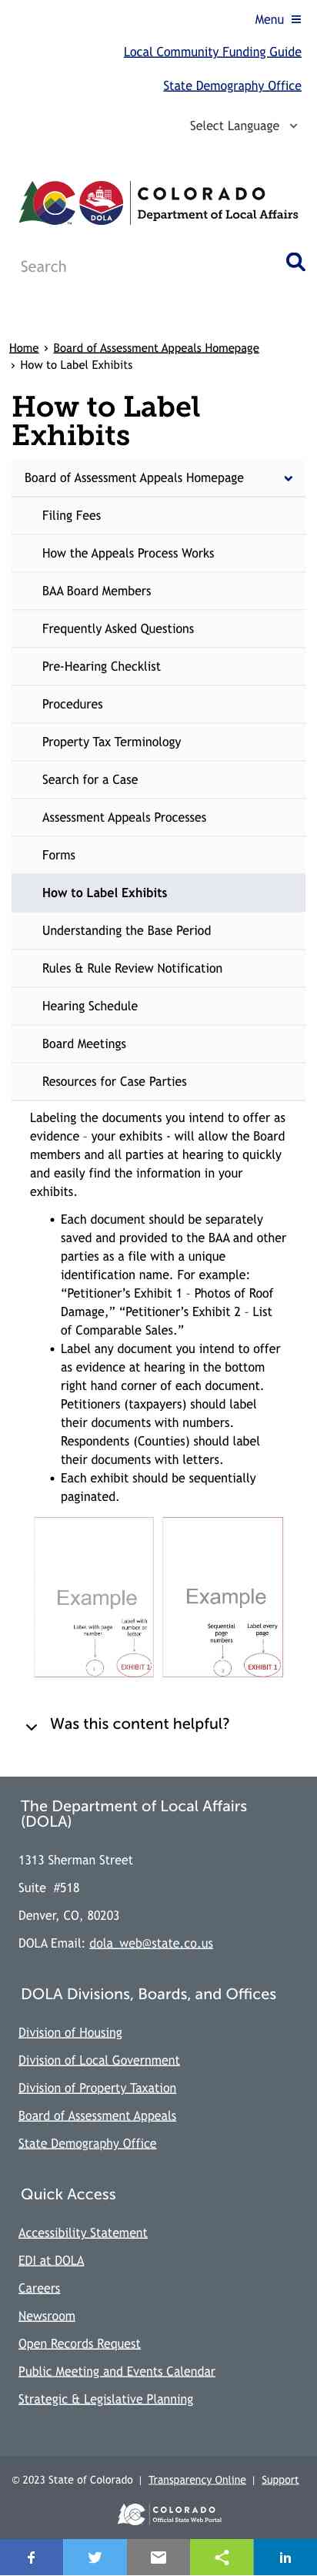 Menu
Local Community Funding Guide
State Demography Office
Select Language
COLORADO
Department of Local Affairs
DOLA
Search
Home › Board of Assessment Appeals Homepage
› How to Label Exhibits
How to Label
Exhibits
Board of Assessment Appeals Homepage
Filing Fees
How the Appeals Process Works
BAA Board Members
Frequently Asked Questions
Pre-Hearing Checklist
Procedures
Property Tax Terminology
Search for a Case
Assessment Appeals Processes
Forms
How to Label Exhibits
Understanding the Base Period
Rules & Rule Review Notification
Hearing Schedule
Board Meetings
Resources for Case Parties
Labeling the documents you intend to offer as
evidence – your exhibits - will allow the Board
members and all parties at hearing to quickly
and easily find the information in your
exhibits.
• Each document should be separately
saved and provided to the BAA and other
parties as a file with a unique
identification name. For example:
“Petitioner’s Exhibit 1 – Photos of Roof
Damage,” “Petitioner’s Exhibit 2 – List
of Comparable Sales.”
• Label any document you intend to offer
as evidence at hearing in the bottom
right hand corner of each document.
Petitioners (taxpayers) should label
their documents with numbers.
Respondents (Counties) should label
their documents with letters.
• Each exhibit should be sequentially
paginated.
Example
Label with page
number
Label with
number or
letter
EXHIBIT 1
Example
Sequential
page
numbers
Label every
page
EXHIBIT 1
Was this content helpful?
The Department of Local Affairs
(DOLA)
1313 Sherman Street
Suite #518
Denver, CO, 80203
DOLA Email: dola_web@state.co.us
DOLA Divisions, Boards, and Offices
Division of Housing
Division of Local Government
Division of Property Taxation
Board of Assessment Appeals
State Demography Office
Quick Access
Accessibility Statement
EDI at DOLA
Careers
Newsroom
Open Records Request
Public Meeting and Events Calendar
Strategic & Legislative Planning
© 2023 State of Colorado | Transparency Online | Support
COLORADO
Official State Web Portal